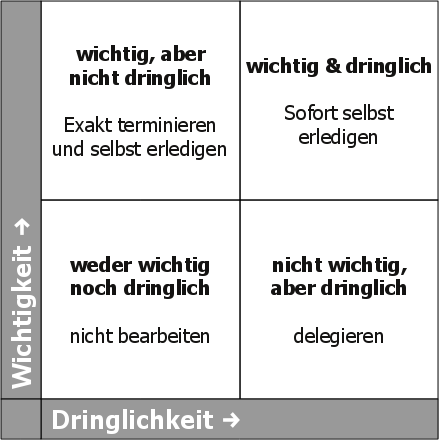 wichtig, aber
nicht dringlich
Exakt terminieren
und selbst erledigen
wichtig & dringlich
Sofort selbst
erledigen
weder wichtig
noch dringlich
nicht bearbeiten
nicht wichtig,
aber dringlich
delegieren
Wichtigkeit →
Dringlichkeit →